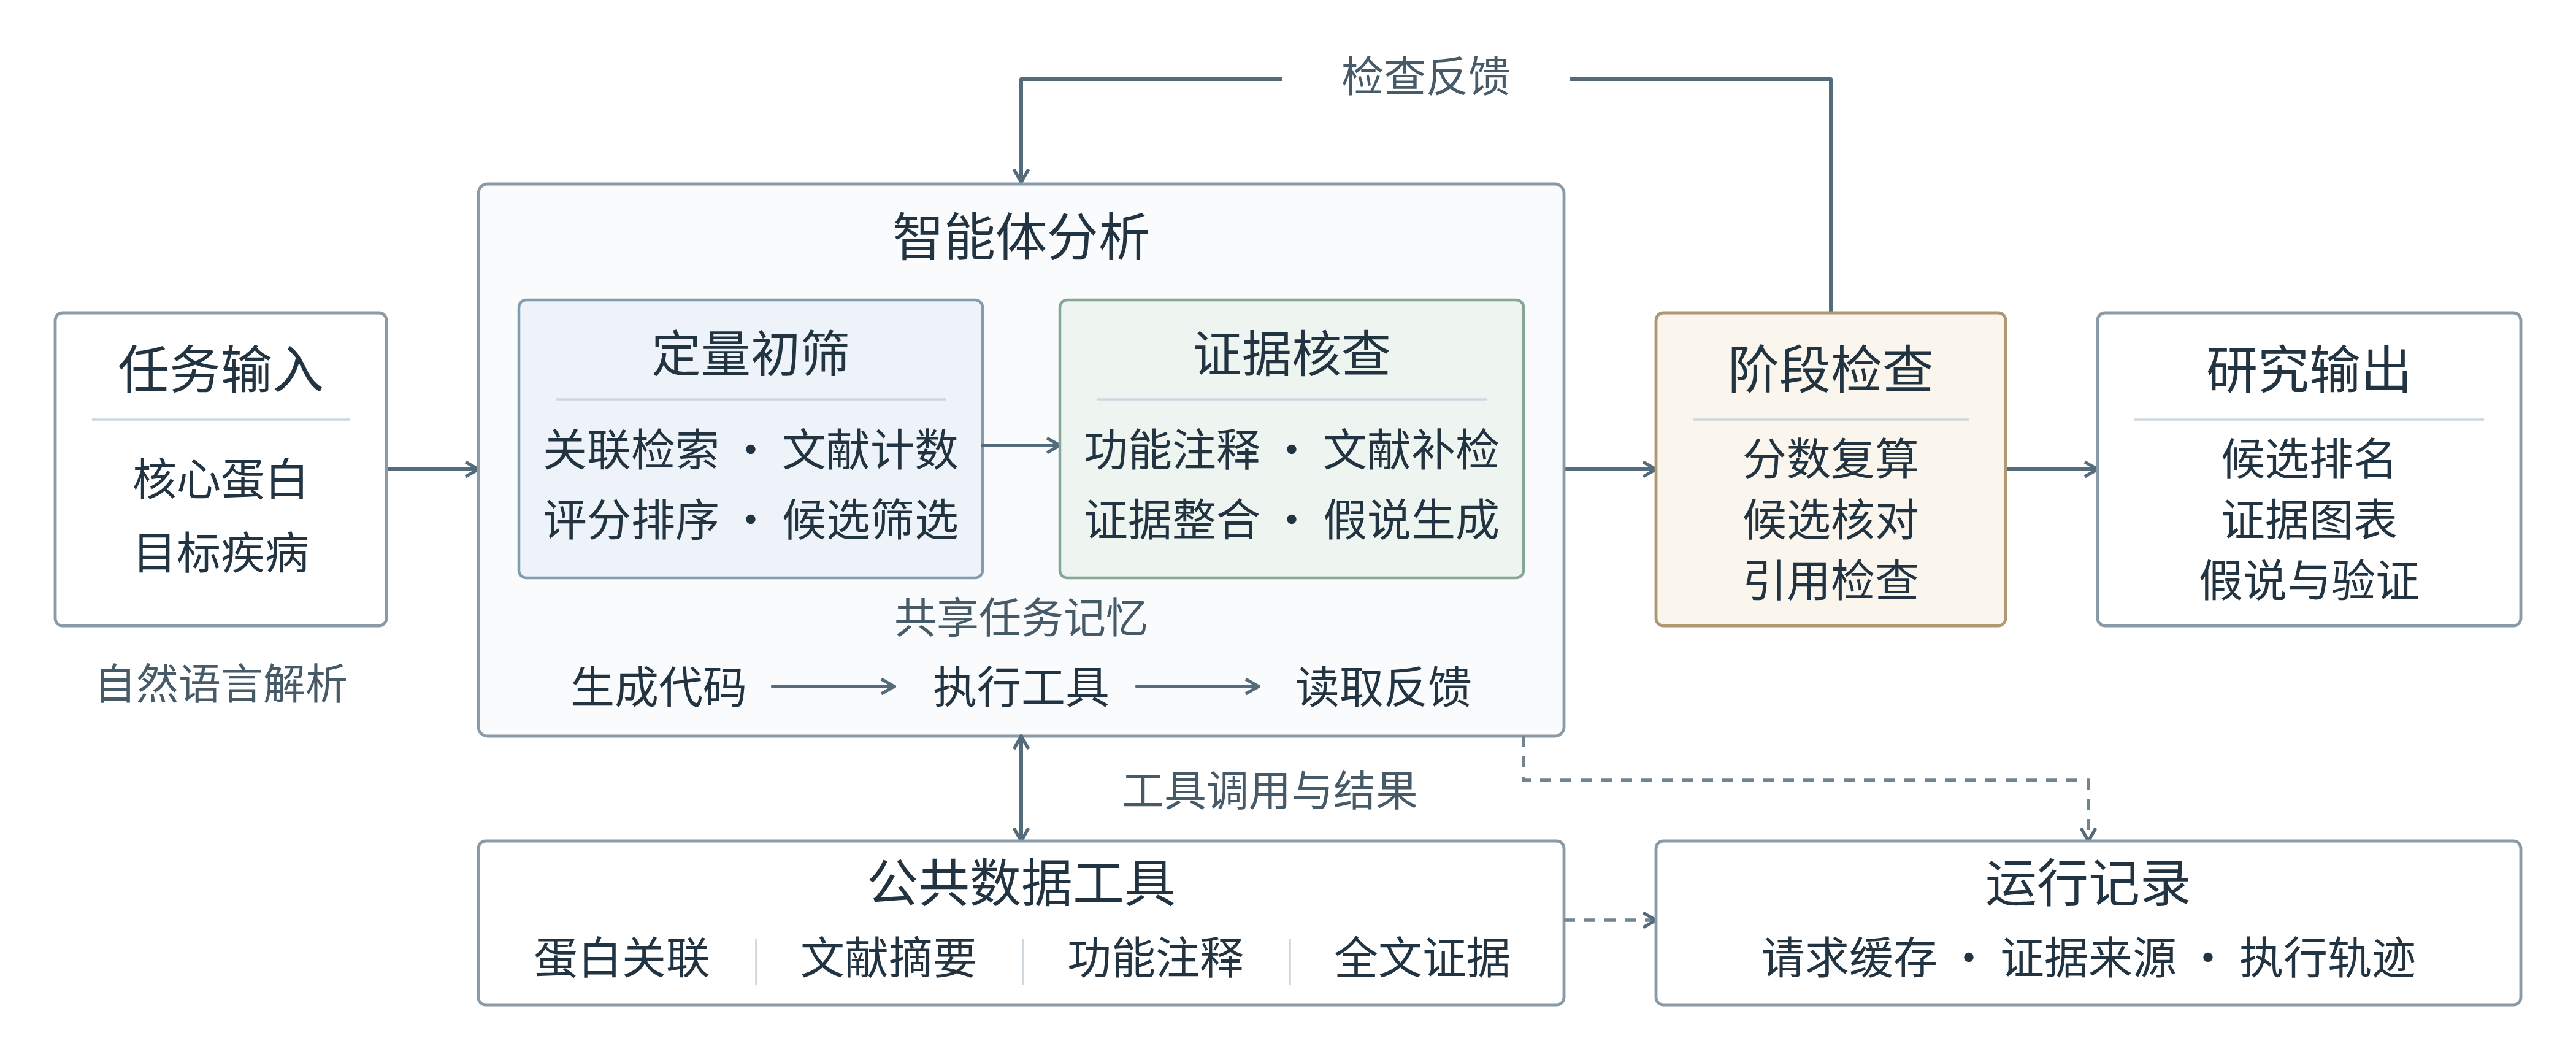 检查反馈
智能体分析
任务输入
核心蛋白
目标疾病
自然语言解析
定量初筛
关联检索 • 文献计数
评分排序 • 候选筛选
证据核查
功能注释 • 文献补检
证据整合 • 假说生成
共享任务记忆
生成代码
执行工具
读取反馈
阶段检查
分数复算
候选核对
引用检查
研究输出
候选排名
证据图表
假说与验证
工具调用与结果
公共数据工具
蛋白关联
文献摘要
功能注释
全文证据
运行记录
请求缓存 • 证据来源 • 执行轨迹